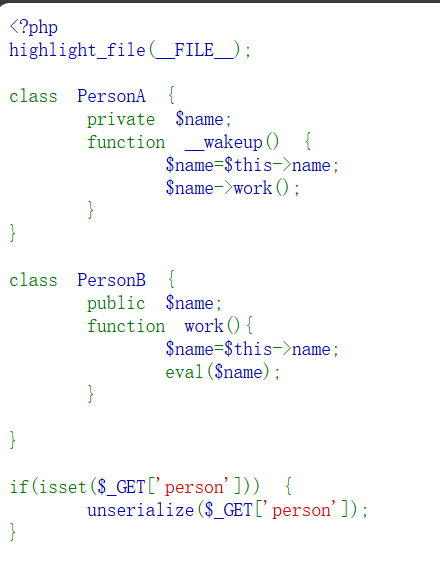 <?php
highlight_file(__FILE__);
class PersonA {
private $name;
function __wakeup() {
$name=$this->name;
$name->work();
}
}
class PersonB {
public $name;
function work(){
$name=$this->name;
eval($name);
}
}
if(isset($_GET['person'])) {
unserialize($_GET['person']);
}